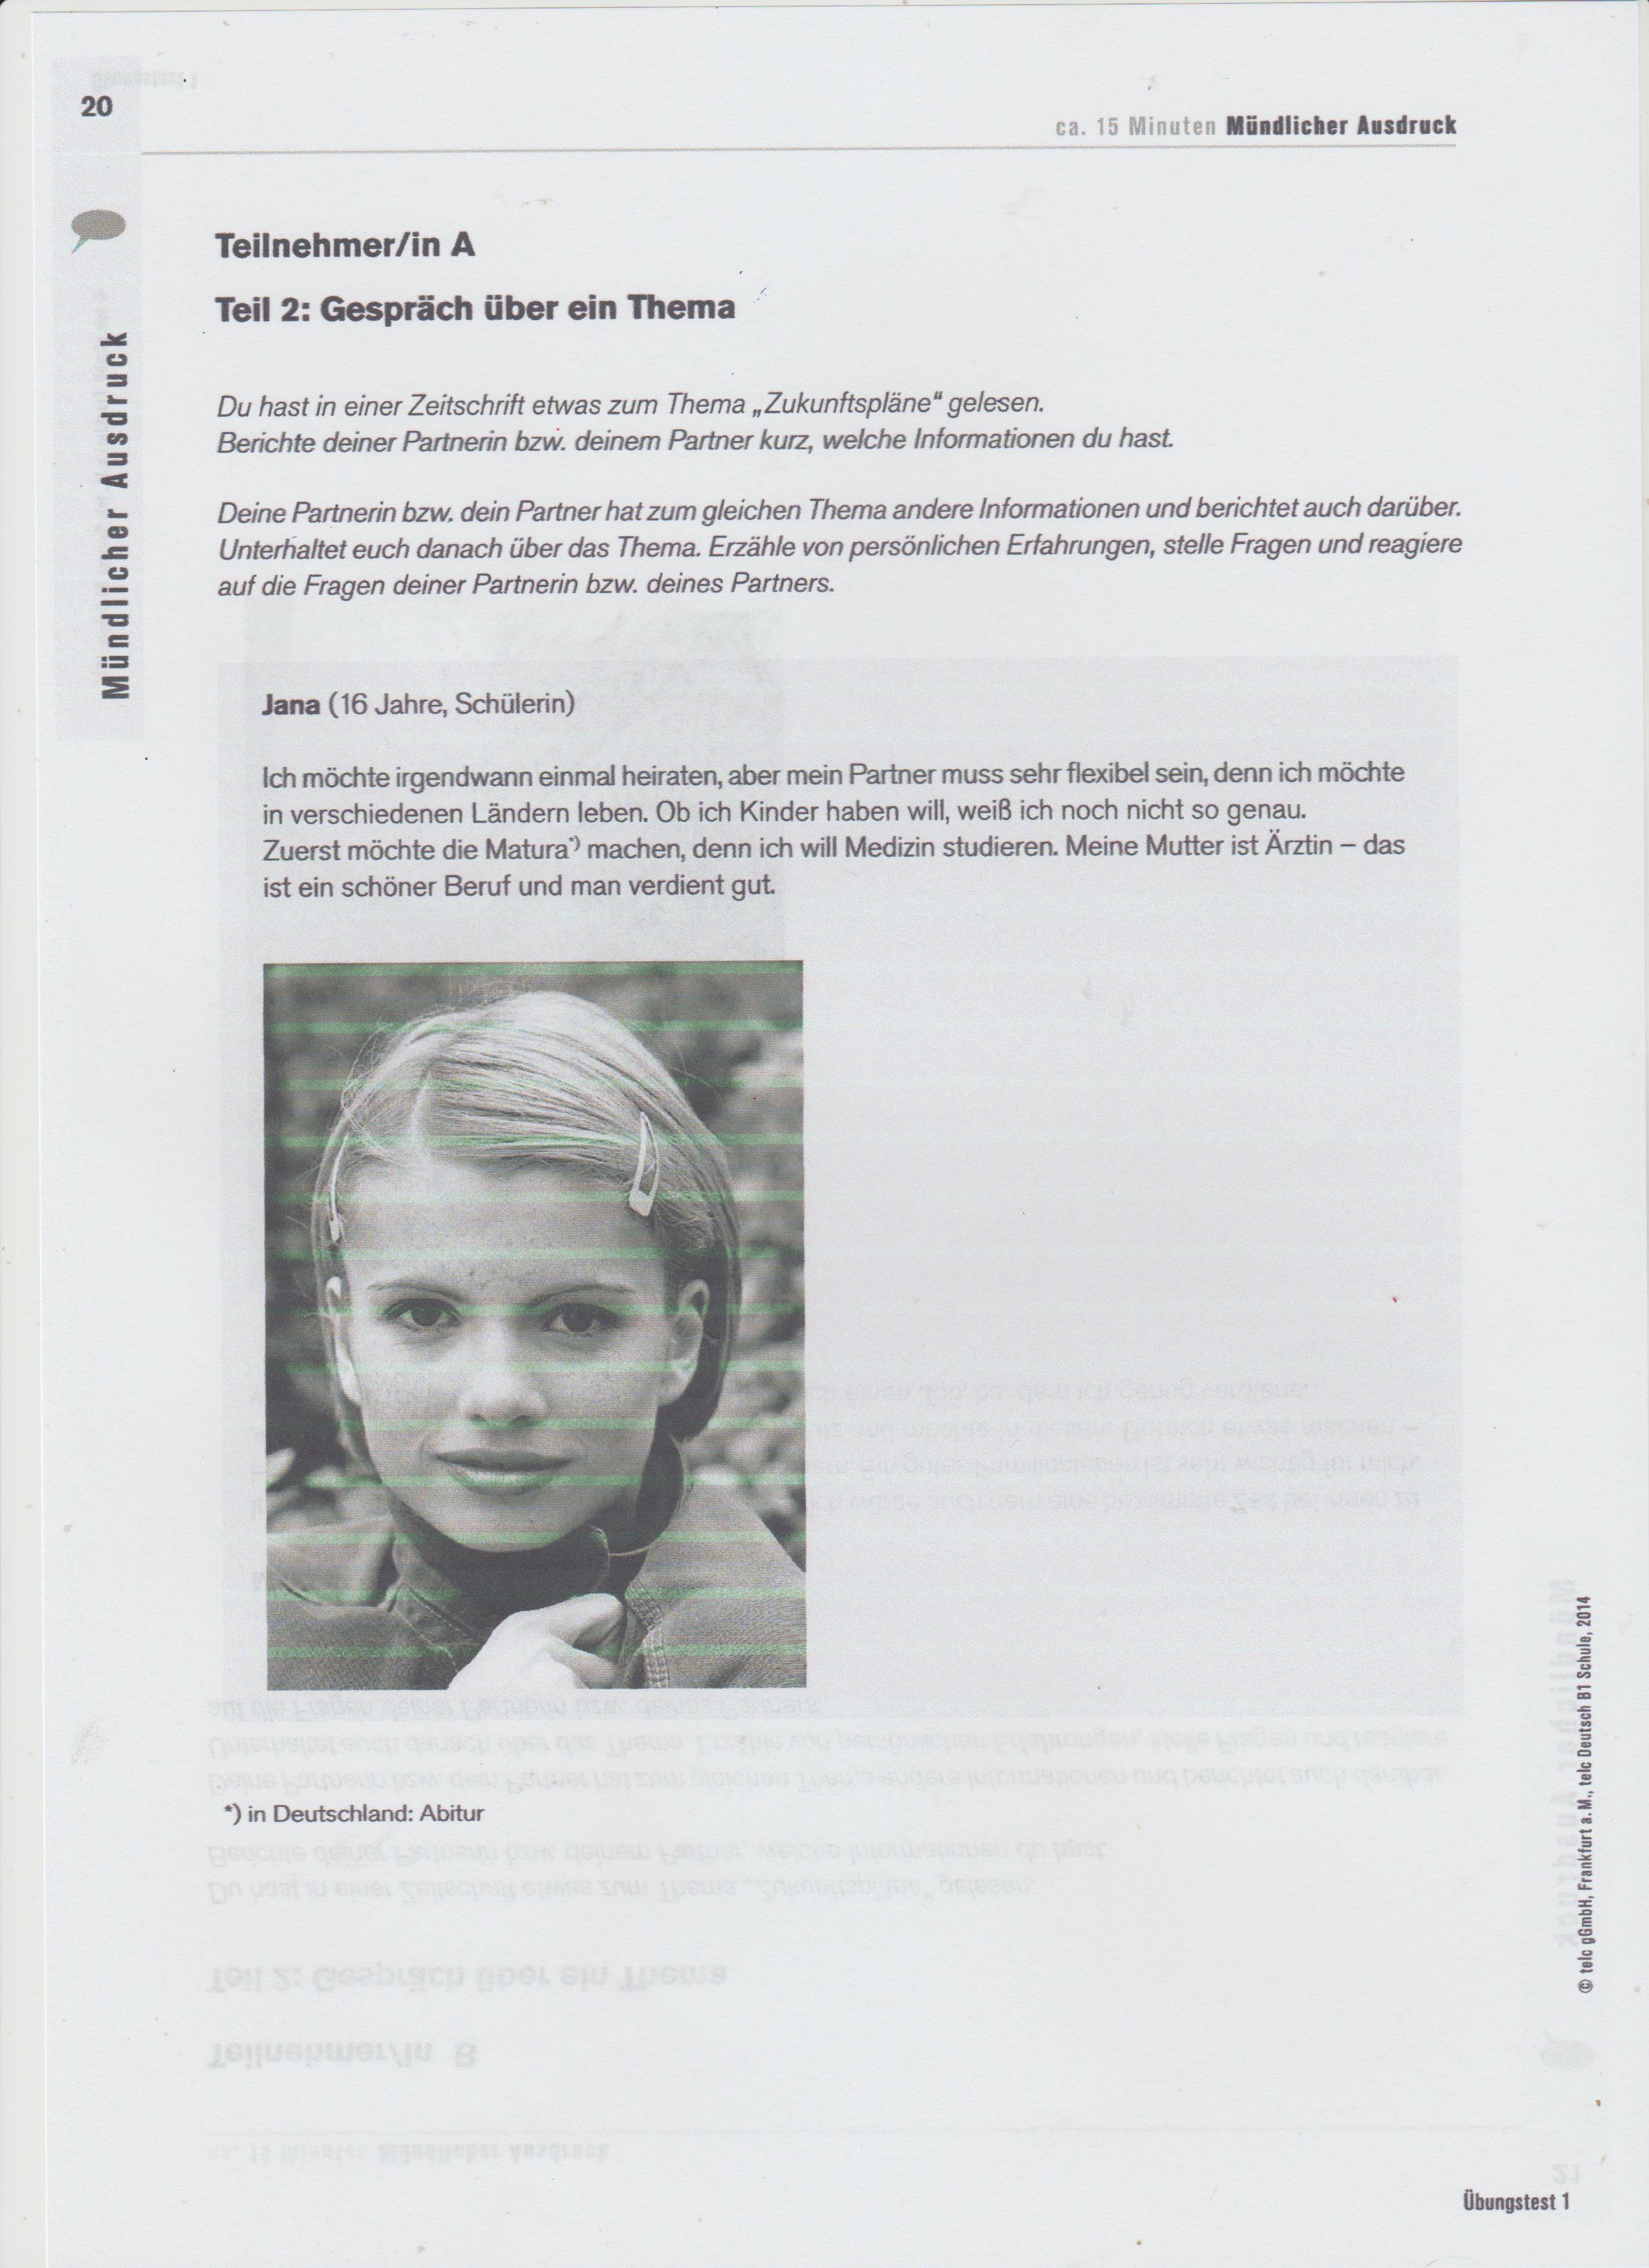 20
ca. 15 Minuten Mündlicher Ausdruck
Mündlicher Ausdruck
Teilnehmer/in A
Teil 2: Gespräch über ein Thema
Du hast in einer Zeitschrift etwas zum Thema „Zukunftspläne“ gelesen.
Berichte deiner Partnerin bzw. deinem Partner kurz, welche Informationen du hast.
Deine Partnerin bzw. dein Partner hat zum gleichen Thema andere Informationen und berichtet auch darüber.
Unterhaltet euch danach über das Thema. Erzähle von persönlichen Erfahrungen, stelle Fragen und reagiere
auf die Fragen deiner Partnerin bzw. deines Partners.
Jana (16 Jahre, Schülerin)
Ich möchte irgendwann einmal heiraten, aber mein Partner muss sehr flexibel sein, denn ich möchte
in verschiedenen Ländern leben. Ob ich Kinder haben will, weiß ich noch nicht so genau.
Zuerst möchte die Matura*) machen, denn ich will Medizin studieren. Meine Mutter ist Ärztin – das
ist ein schöner Beruf und man verdient gut.
*) in Deutschland: Abitur
© telc gGmbH, Frankfurt a. M., telc Deutsch B1 Schule, 2014
Übungstest 1